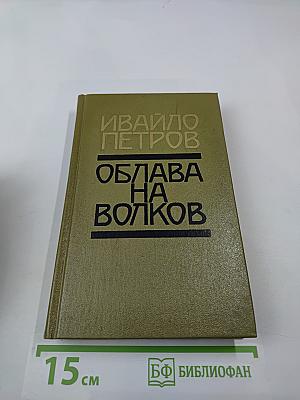 ИВАЙЛО
ПЕТРОВ
ОБЛАВА
НА
ВОЛКОВ
15 см
БФ БИБЛИОФАН